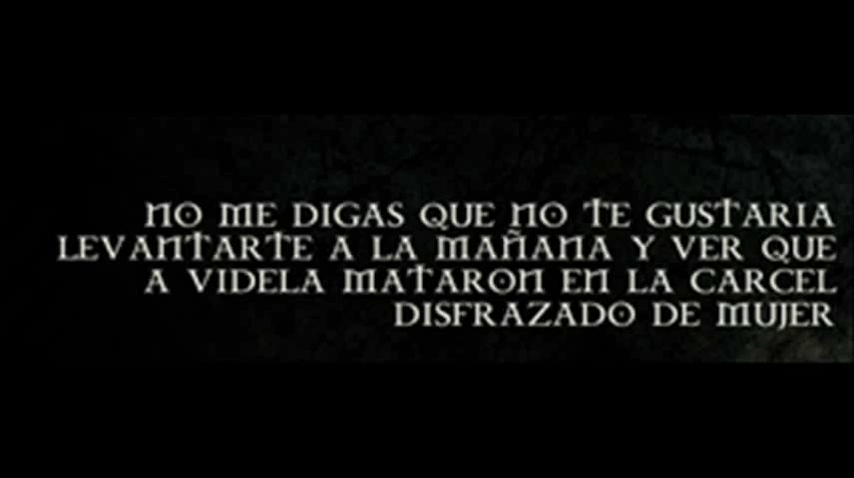 NO ME DIGAS QUE NO TE GUSTARIA
LEVANTARTE A LA MAÑANA Y VER QUE
A VIDELA MATARON EN LA CARCEL
DISFRAZADO DE MUJER